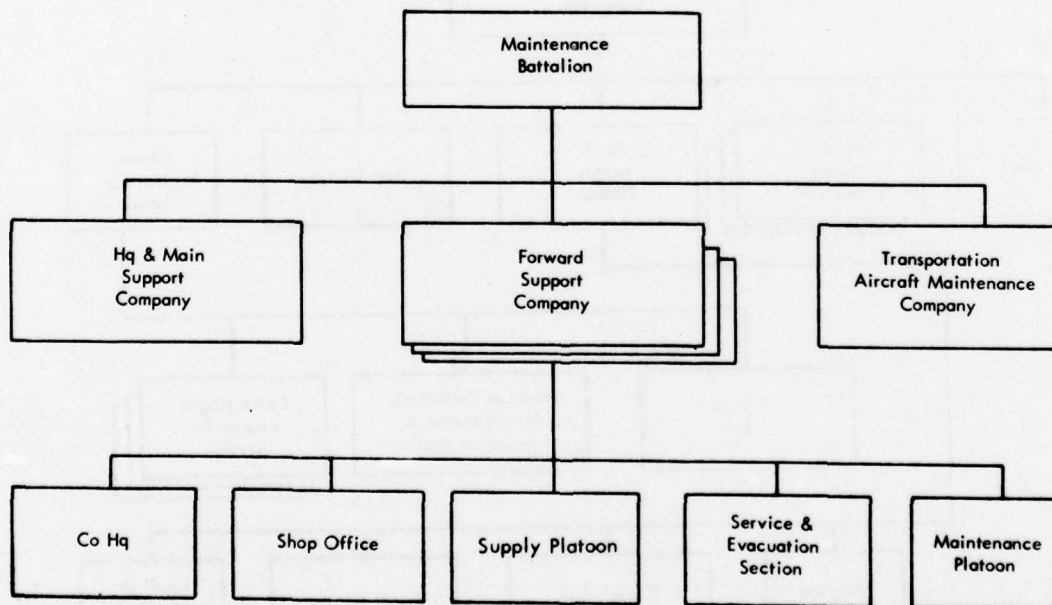 Maintenance
Battalion
Hq & Main
Support
Company
Forward
Support
Company
Transportation
Aircraft Maintenance
Company
Co Hq
Shop Office
Supply Platoon
Service &
Evacuation
Section
Maintenance
Platoon